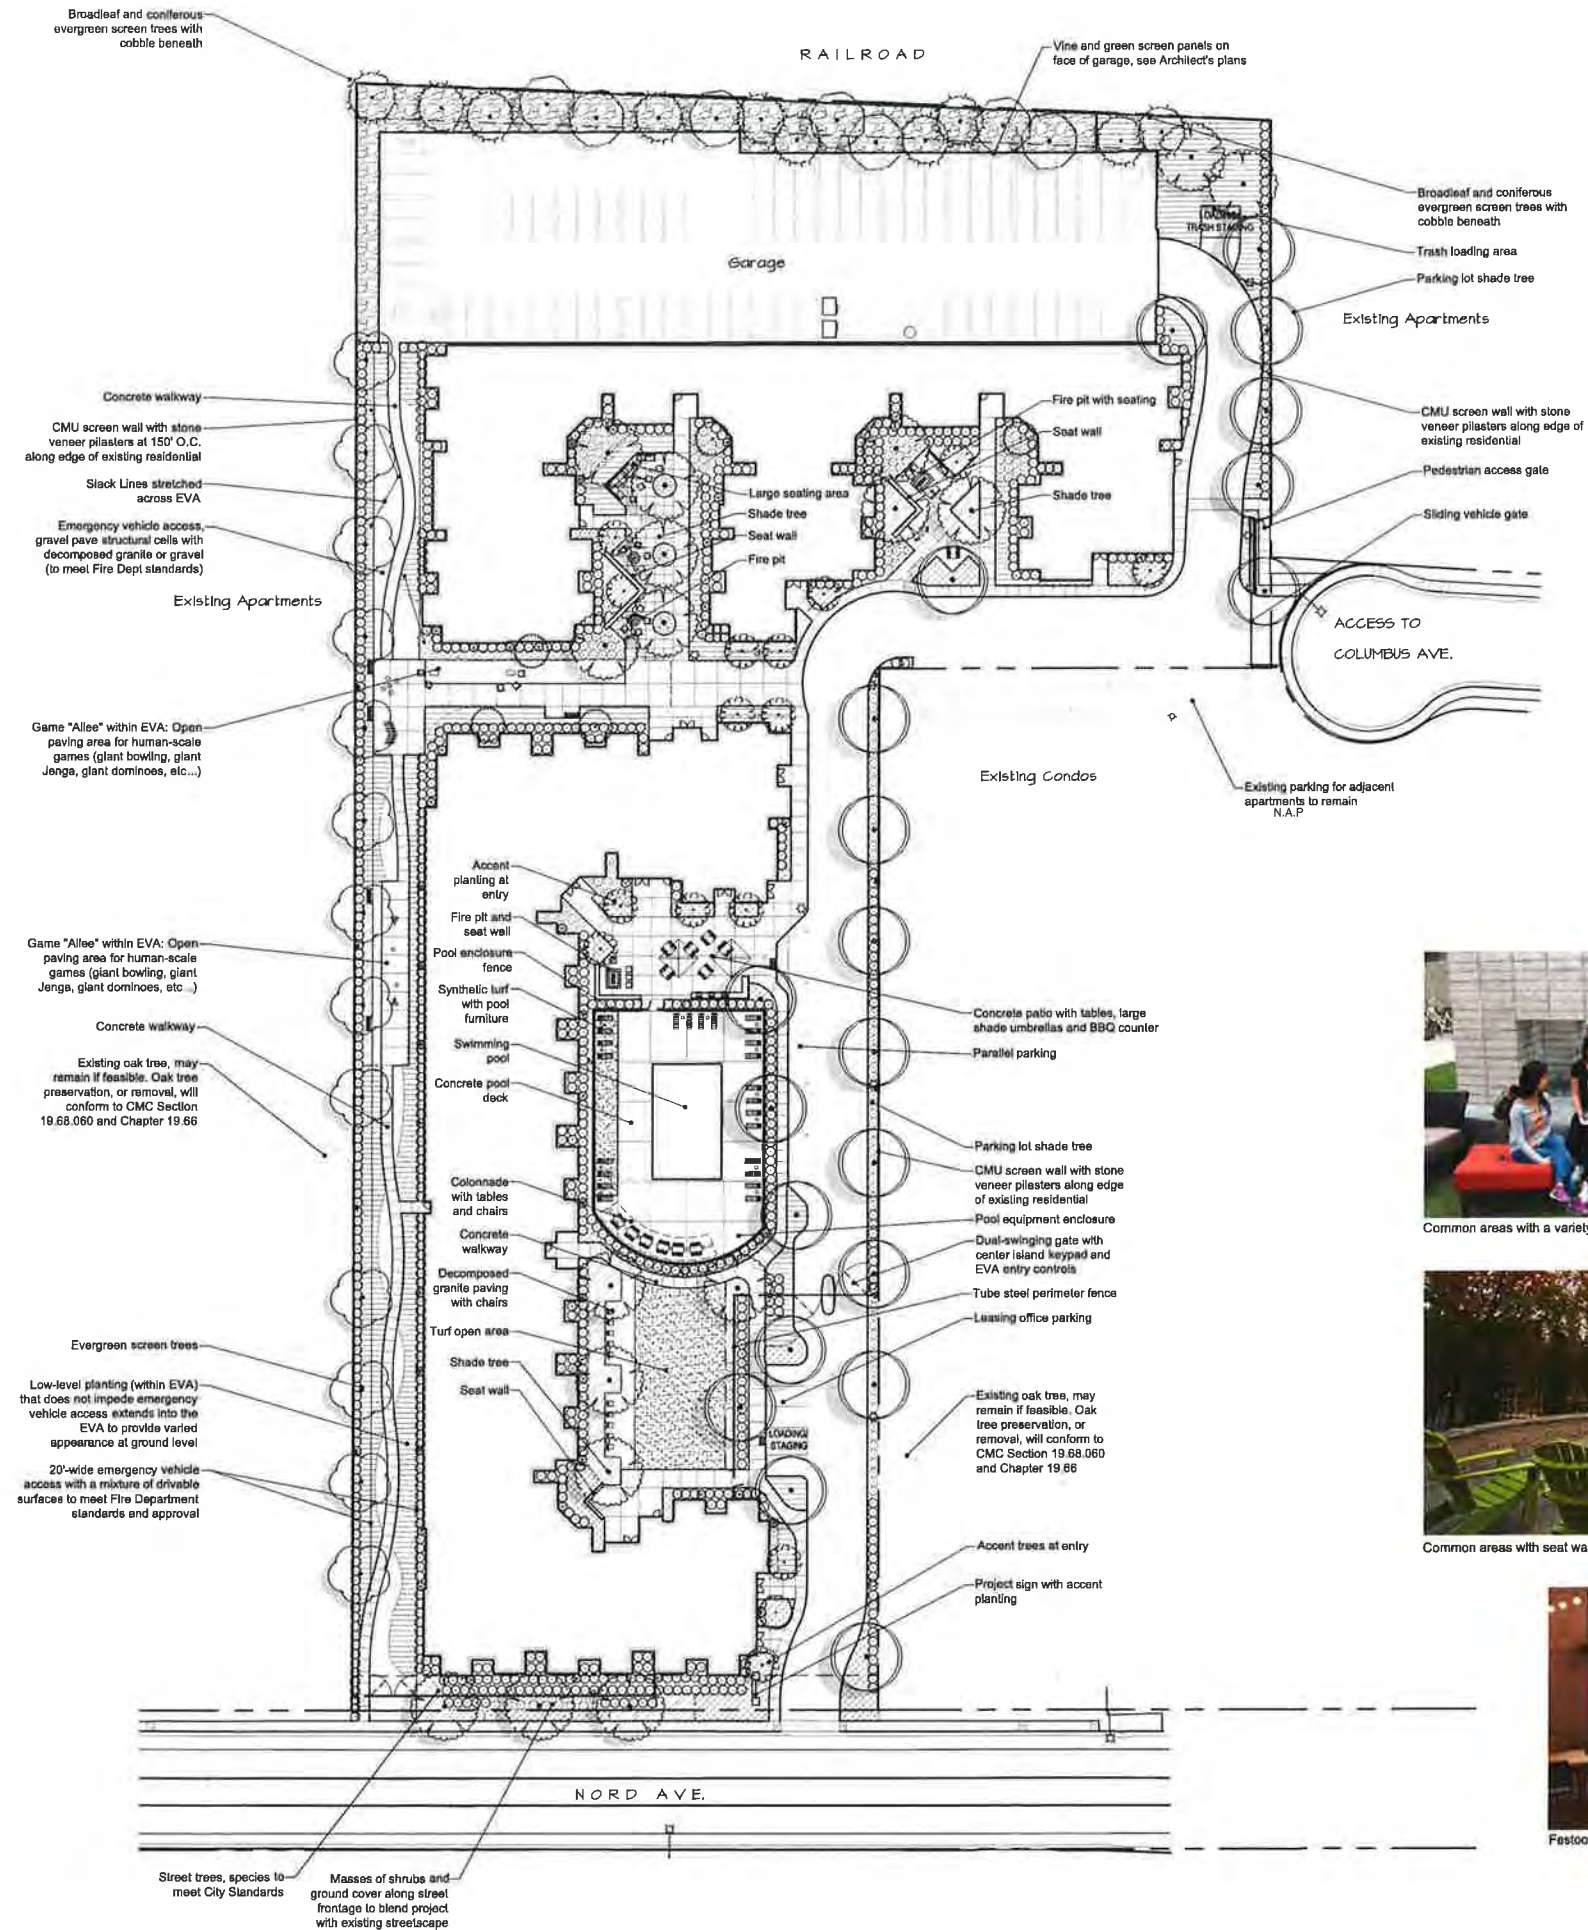 Broadleaf and coniferous
evergreen screen trees with
cobble beneath
RAILROAD
Vine and green screen panels on
face of garage, see Architect's plans
Broadleaf and coniferous
evergreen screen trees with
cobble beneath
LOADING/
TRASH STAGING
Trash loading area
Garage
Parking lot shade tree
Existing Apartments
Concrete walkway
CMU screen wall with stone
veneer pilasters at 150' O.C.
along edge of existing residential
Slack Lines stretched
across EVA
Emergency vehicle access,
gravel pave structural cells with
decomposed granite or gravel
(to meet Fire Dept standards)
Existing Apartments
Fire pit with seating
Seat wall
Large seating area
Shade tree
Shade tree
Seat wall
Fire pit
CMU screen wall with stone
veneer pilasters along edge of
existing residential
Pedestrian access gate
Sliding vehicle gate
ACCESS TO
COLUMBUS AVE.
Game "Allee" within EVA: Open
paving area for human-scale
games (giant bowling, giant
Jenga, giant dominoes, etc...)
Existing Condos
Existing parking for adjacent
apartments to remain
N.A.P
Accent
planting at
entry
Fire pit and
seat wall
Pool enclosure
fence
Synthetic turf
with pool
furniture
Swimming
pool
Concrete pool
deck
Game "Allee" within EVA: Open
paving area for human-scale
games (giant bowling, giant
Jenga, giant dominoes, etc...)
Concrete walkway
Existing oak tree, may
remain if feasible. Oak tree
preservation, or removal, will
conform to CMC Section
19.68.060 and Chapter 19.66
Concrete patio with tables, large
shade umbrellas and BBQ counter
Parallel parking
Parking lot shade tree
CMU screen wall with stone
veneer pilasters along edge
of existing residential
Pool equipment enclosure
Dual-swinging gate with
center island keypad and
EVA entry controls
Tube steel perimeter fence
Leasing office parking
Colonnade
with tables
and chairs
Concrete
walkway
Decomposed
granite paving
with chairs
Turf open area
Shade tree
Seat wall
Common areas with a variety
Evergreen screen trees
Low-level planting (within EVA)
that does not impede emergency
vehicle access extends into the
EVA to provide varied
appearance at ground level
20'-wide emergency vehicle
access with a mixture of drivable
surfaces to meet Fire Department
standards and approval
LOADING/
STAGING
Existing oak tree, may
remain if feasible. Oak
tree preservation, or
removal, will conform to
CMC Section 19.68.060
and Chapter 19.66
Common areas with seat wa
Accent trees at entry
Project sign with accent
planting
NORD AVE.
Festoo
Street trees, species to
meet City Standards
Masses of shrubs and
ground cover along street
frontage to blend project
with existing streetscape